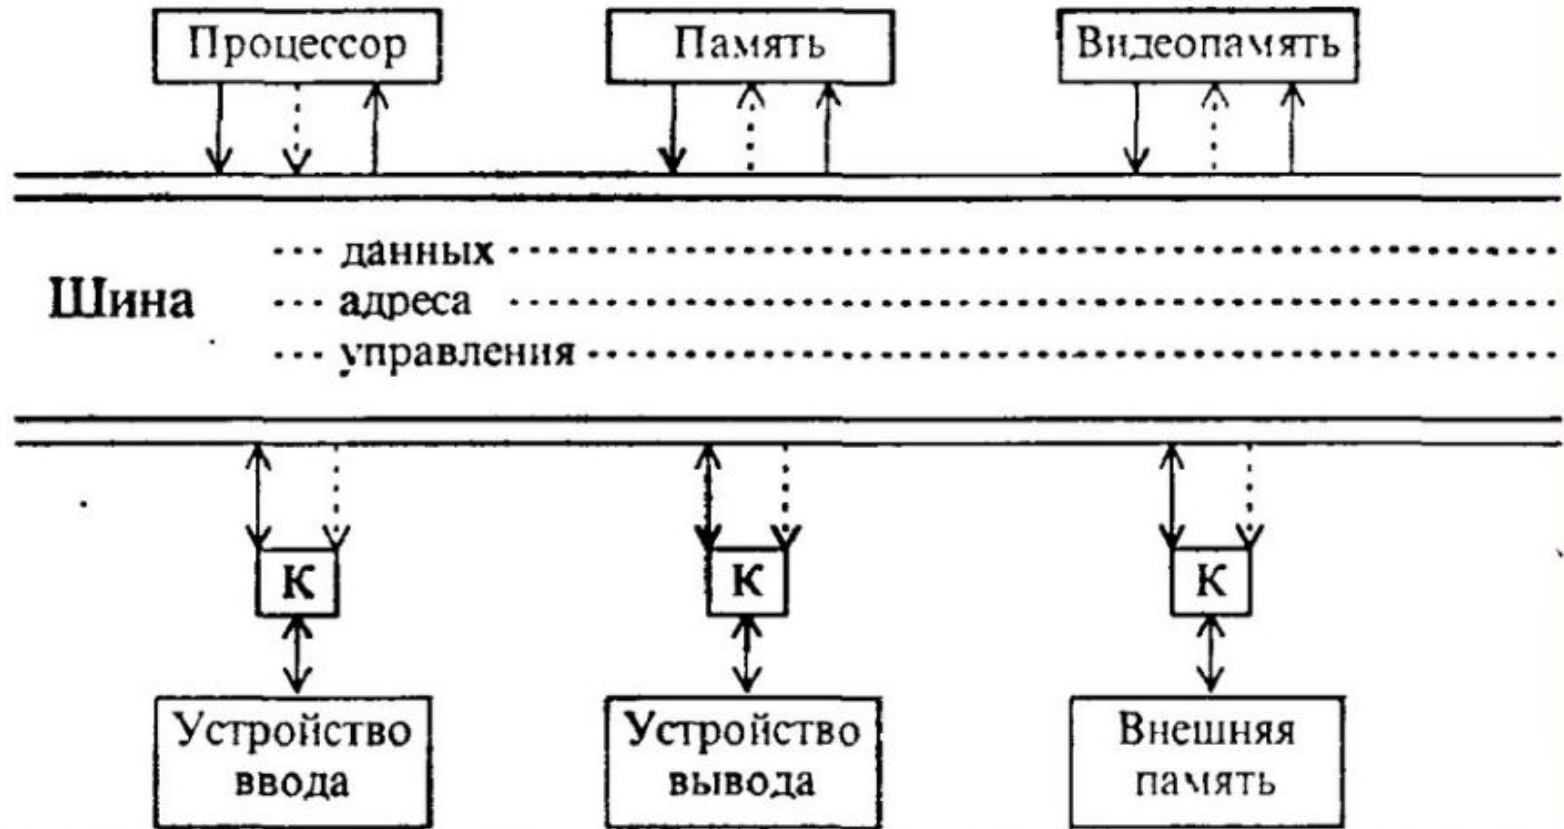 Процессор
Память
Видеопамять
Шина
данных
адреса
управления
К
К
К
Устройство
ввода
Устройство
вывода
Внешняя
память